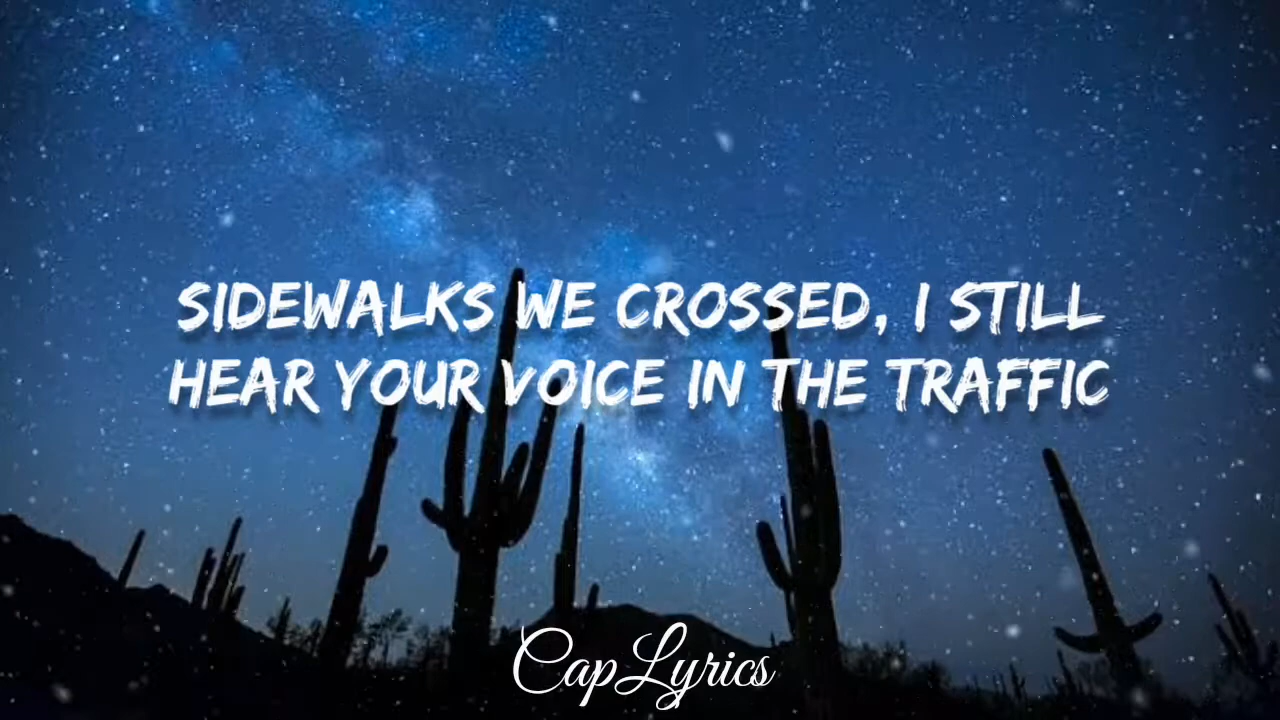 SIDEWALKS WE CROSSED, I STILL
HEAR YOUR VOICE IN THE TRAFFIC
CapLyrics